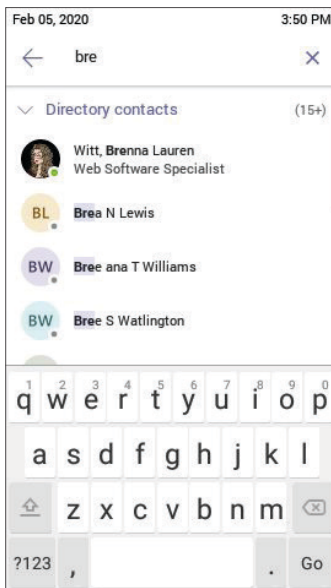 Feb 05, 2020 3:50 PM
bre
Directory contacts (15+)
Witt, Brenna Lauren
Web Software Specialist
BL Brea N Lewis
BW Bree ana T Williams
BW Bree S Watlington
1 2 3 4 5 6 7 8 9 0
q w e r t y u i o p
a s d f g h j k l
z x c v b n m
?123 , . Go